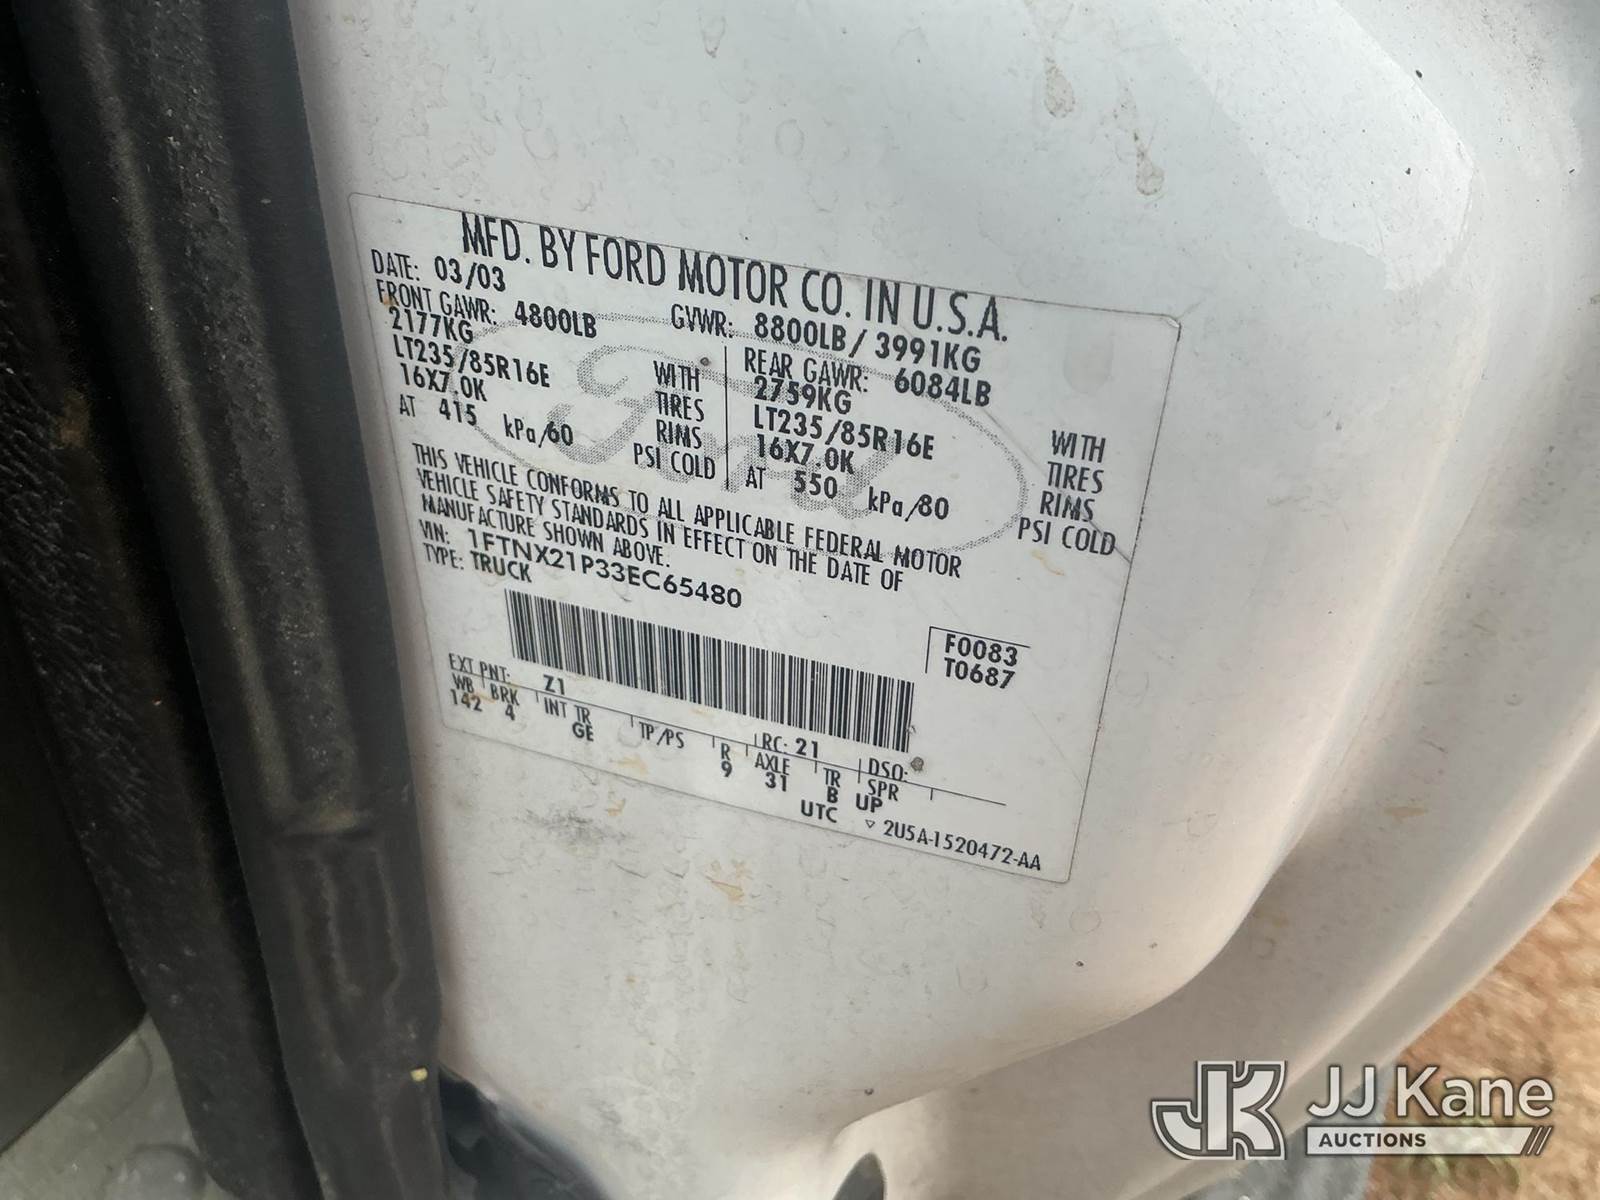 MFD. BY FORD MOTOR CO. IN U.S.A.
DATE: 03/03 GVWR: 8800LB / 3991KG
FRONT GAWR: 4800LB REAR GAWR: 6084LB
2177KG WITH 2759KG WITH
LT235/85R16E TIRES LT235/85R16E TIRES
16X7.0K RIMS 16X7.0K RIMS
AT 415 kPa/60 PSI COLD AT 550 kPa/80 PSI COLD
THIS VEHICLE CONFORMS TO ALL APPLICABLE FEDERAL MOTOR
VEHICLE SAFETY STANDARDS IN EFFECT ON THE DATE OF
MANUFACTURE SHOWN ABOVE.
VIN: 1FTNX21P33EC65480
TYPE: TRUCK
F0083
T0687
EXT PNT: Z1 RC: 21 DSO:
WB BRK INT TR TP/PS R AXLE TR SPR
142 4 GE 9 31 B UP
UTC ▽ 2U5A-1520472-AA
Ford
JK JJ Kane
AUCTIONS